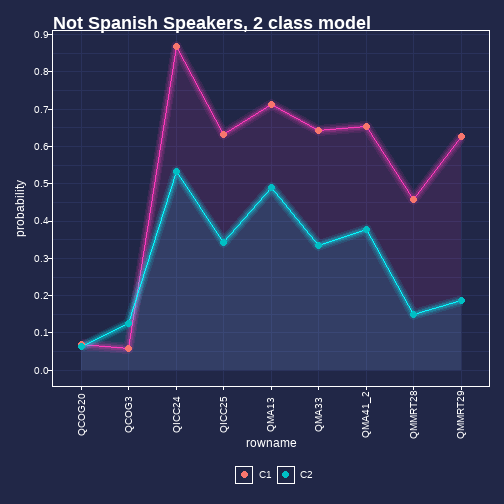 Not Spanish Speakers, 2 class model
0.9
0.8
0.7
0.6
0.5
0.4
0.3
0.2
0.1
0.0
probability
QCOG20
QCOG33
QICC24
QICC25
QMA13
QMA33
QMA41_2
QMMRT28
QMMRT29
rowname
C1 C2